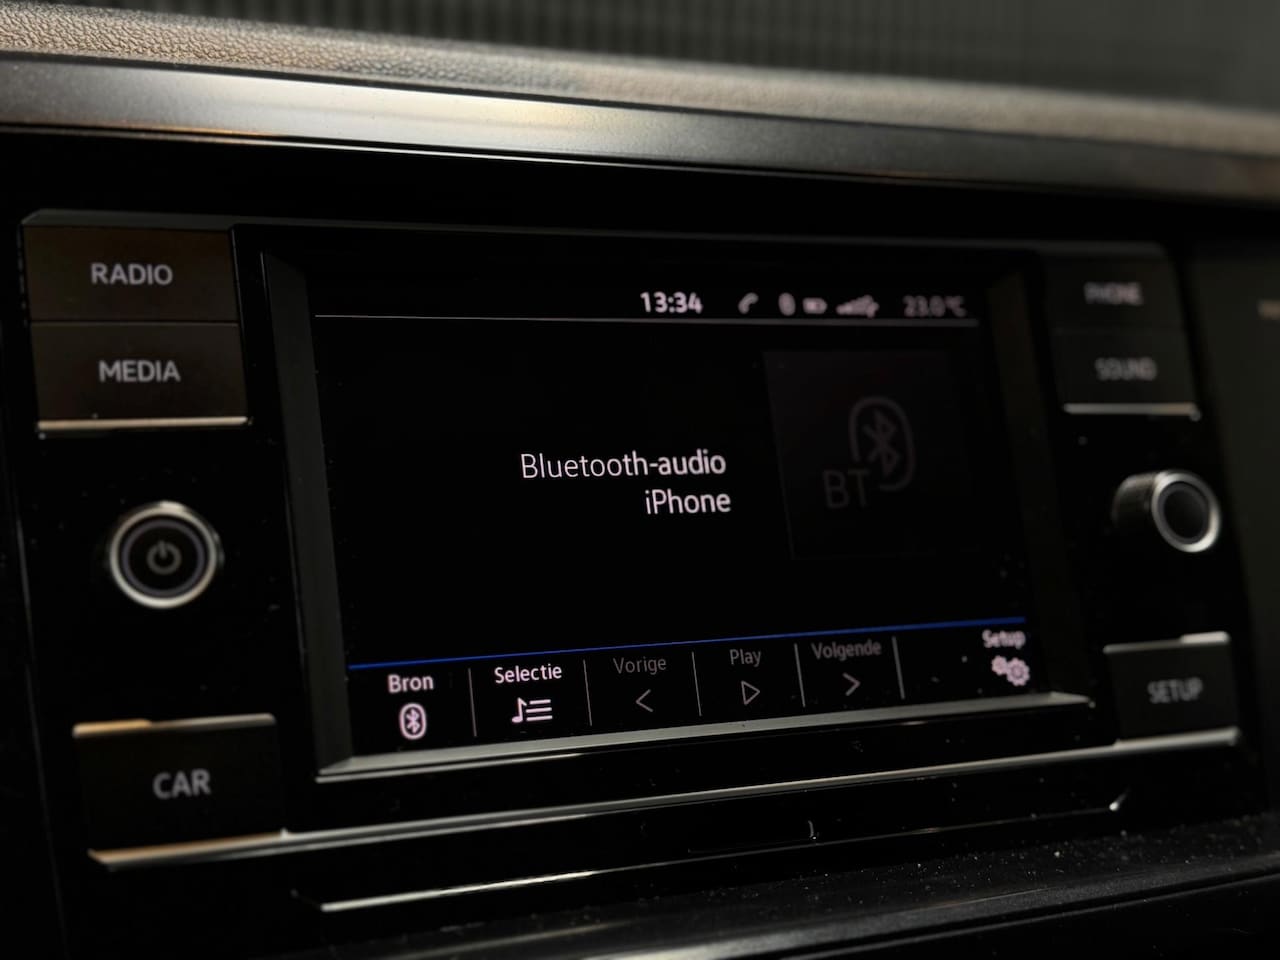 RADIO
MEDIA
CAR
13:34
23.0°C
Bluetooth-audio
iPhone
BT
Bron
Selectie
Vorige
Play
Volgende
Setup
PHONE
SOUND
SETUP